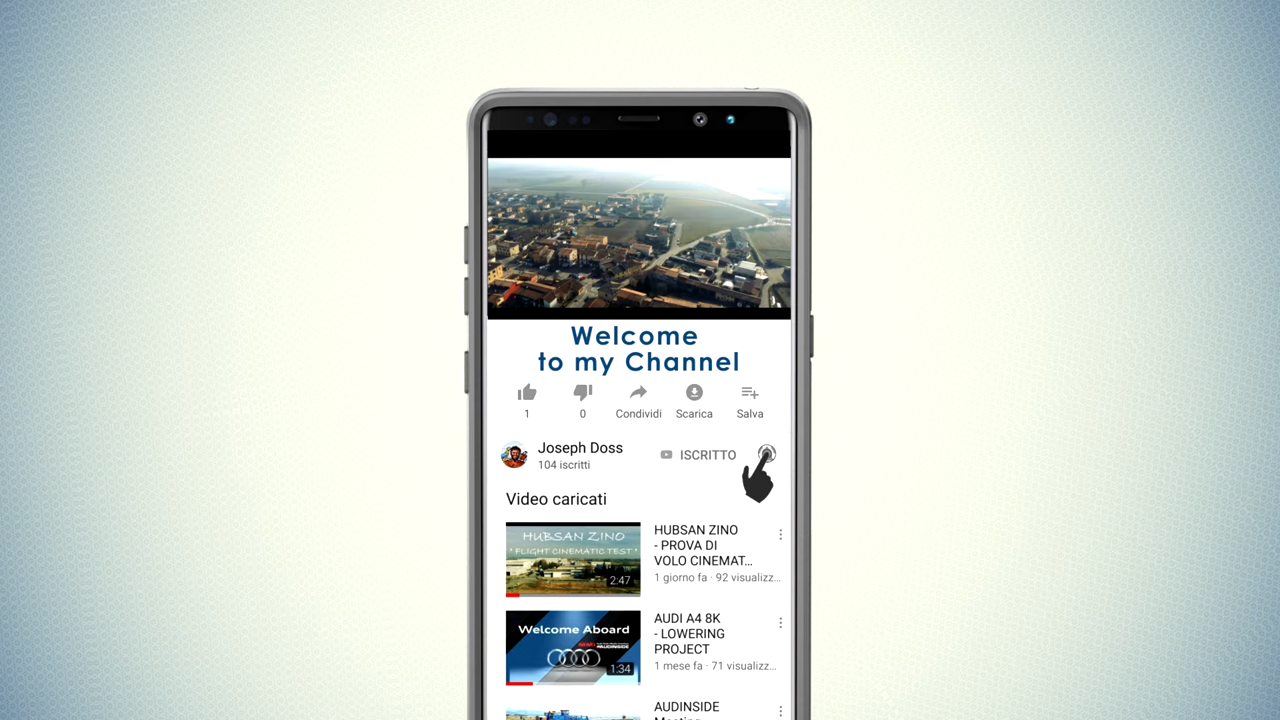 Welcome
to my Channel
1
0
Condividi
Scarica
Salva
Joseph Doss
104 iscritti
ISCRITTO
Video caricati
HUBSAN ZINO
" FLIGHT CINEMATIC TEST "
2:47
HUBSAN ZINO
- PROVA DI
VOLO CINEMAT...
1 giorno fa · 92 visualizz...
Welcome Aboard
#AUDINSIDE
1:34
AUDI A4 8K
- LOWERING
PROJECT
1 mese fa · 71 visualizz...
AUDINSIDE